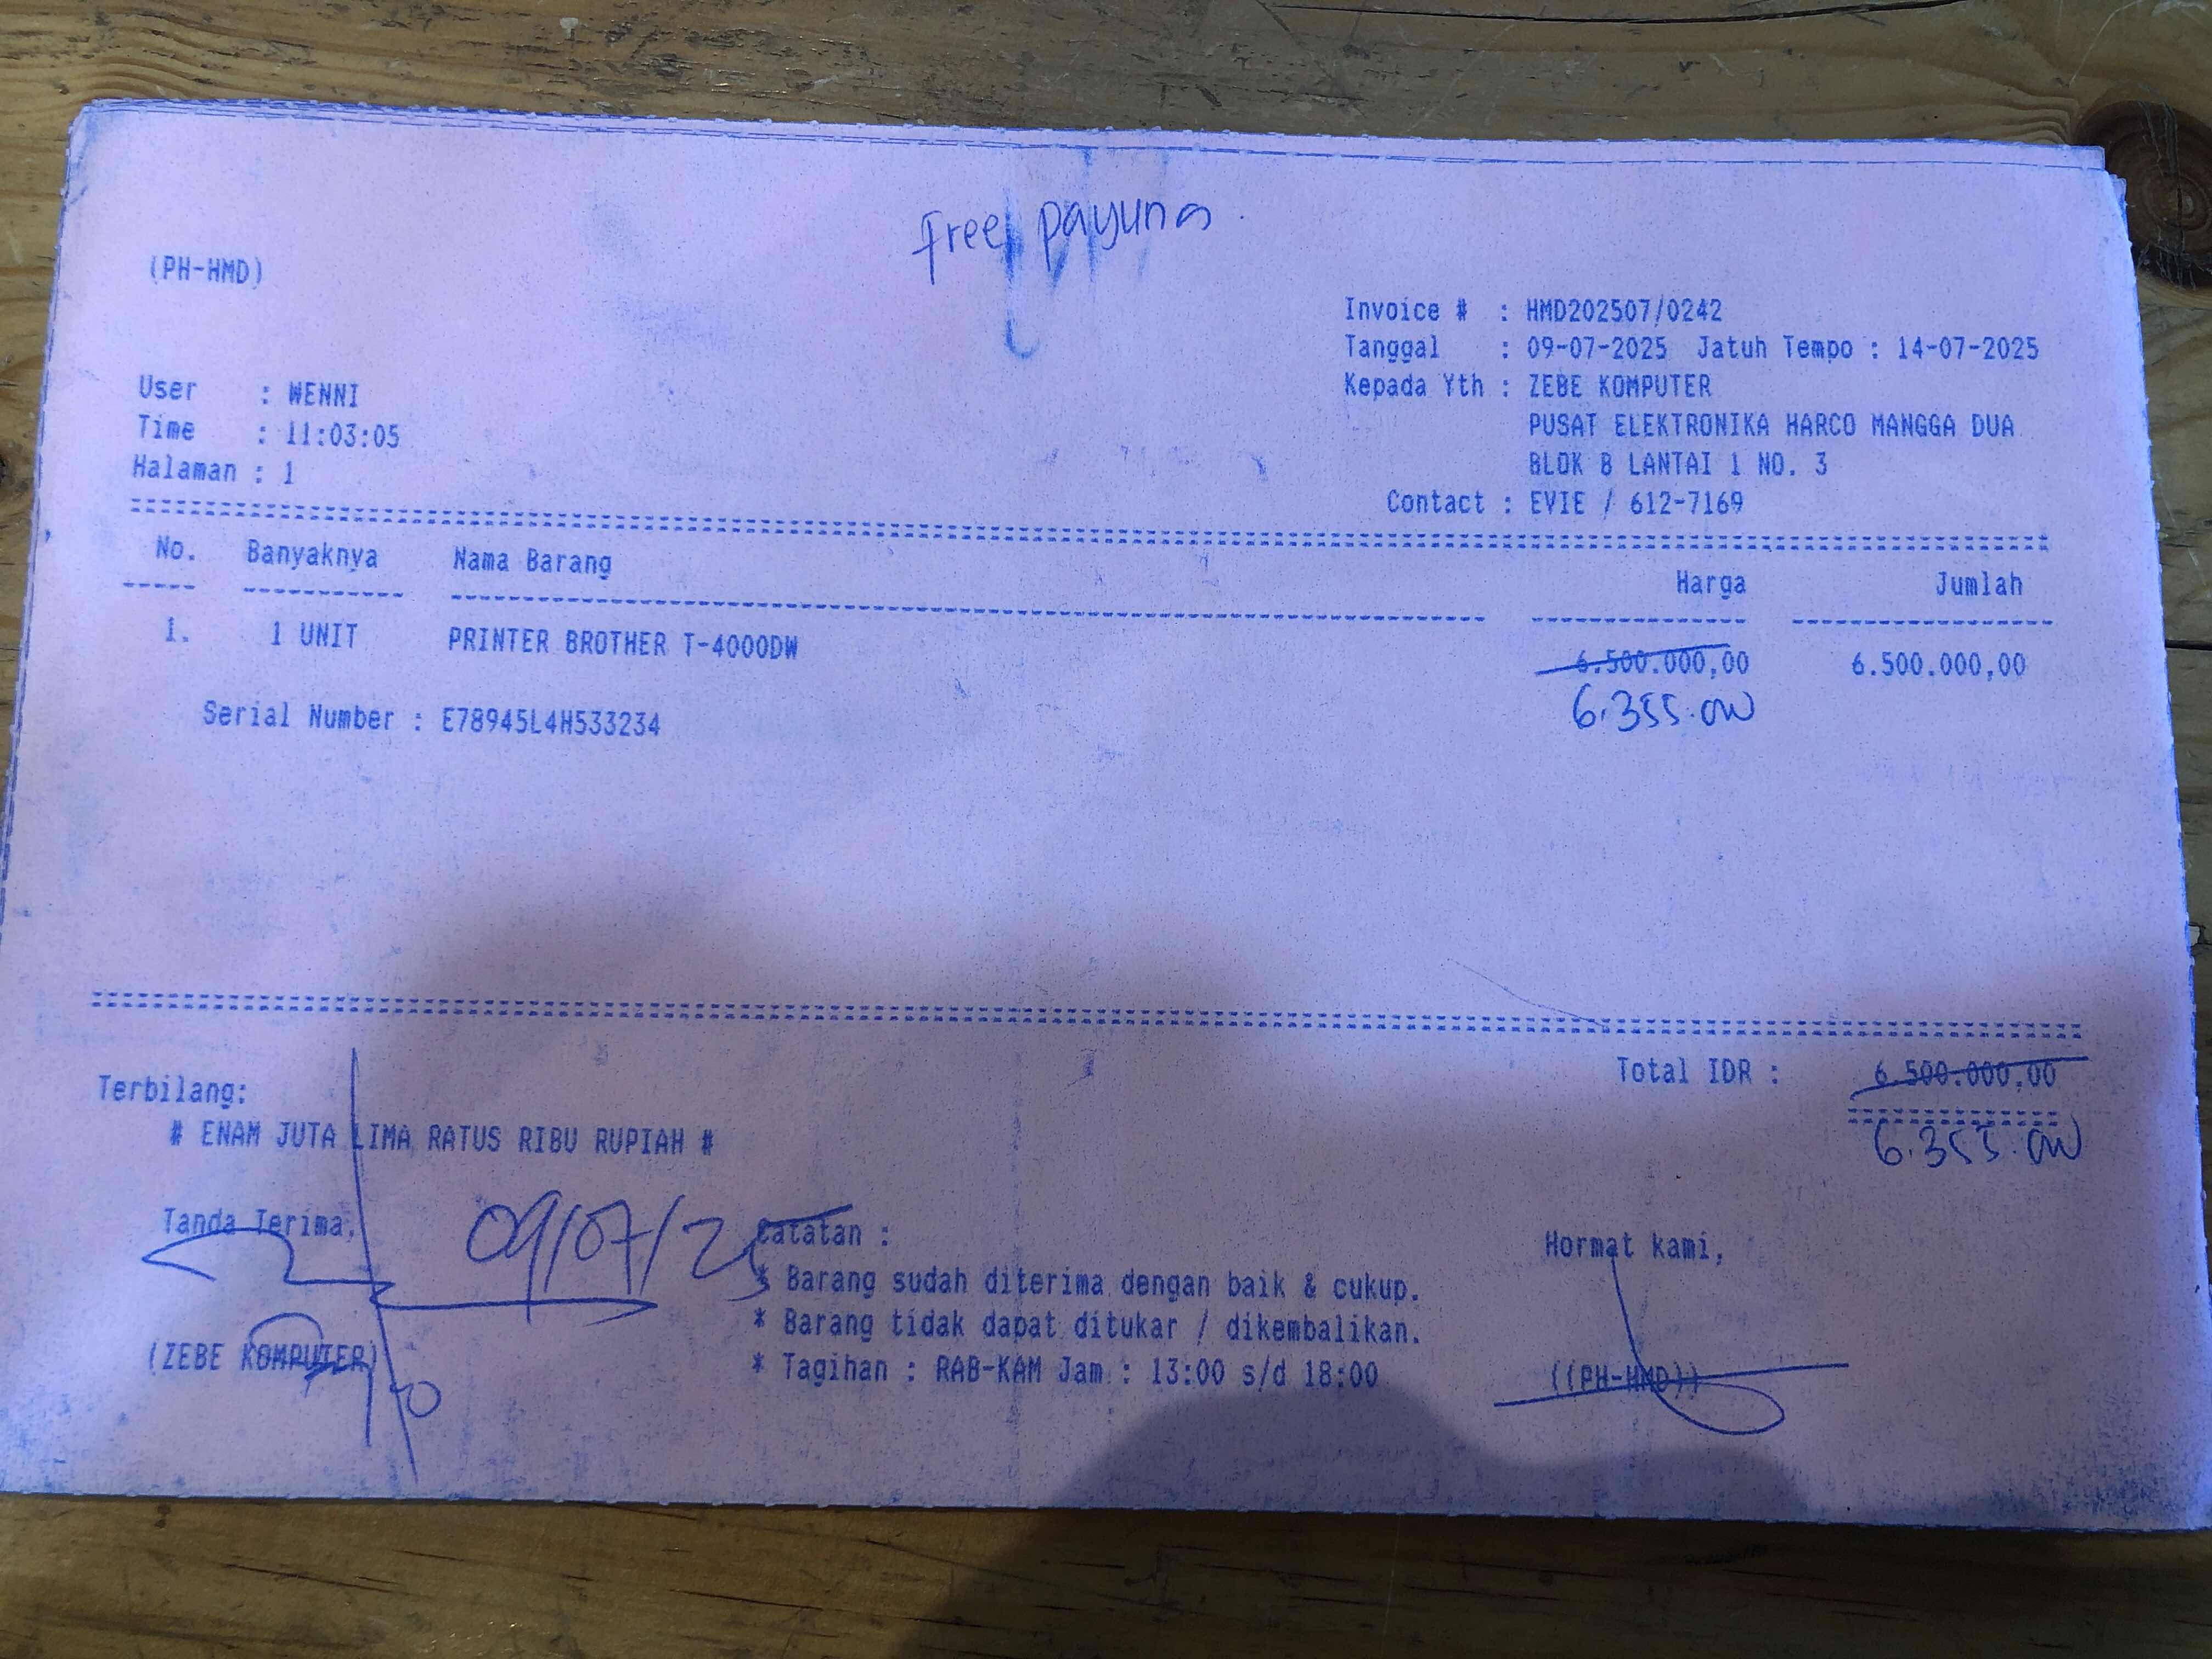 free payung
(PH-HMD)
Invoice # : HMD202507/0242
Tanggal : 09-07-2025 Jatuh Tempo : 14-07-2025
Kepada Yth : ZEBE KOMPUTER
PUSAT ELEKTRONIKA HARCO MANGGA DUA
BLOK B LANTAI 1 NO. 3
Contact : EVIE / 612-7169
User : WENNI
Time : 11:03:05
Halaman : 1
No. Banyaknya Nama Barang Harga Jumlah
1. 1 UNIT PRINTER BROTHER T-4000DW 6.500.000,00 6.500.000,00
6.355.000
Serial Number : E78945L4H533234
Total IDR : 6.500.000,00
6.355.000
Terbilang:
# ENAM JUTA LIMA RATUS RIBU RUPIAH #
Tanda Terima,
09/07/25
(ZEBE KOMPUTER)
Catatan :
* Barang sudah diterima dengan baik & cukup.
* Barang tidak dapat ditukar / dikembalikan.
* Tagihan : RAB-KAM Jam : 13:00 s/d 18:00
Hormat kami,
((PH-HMD))